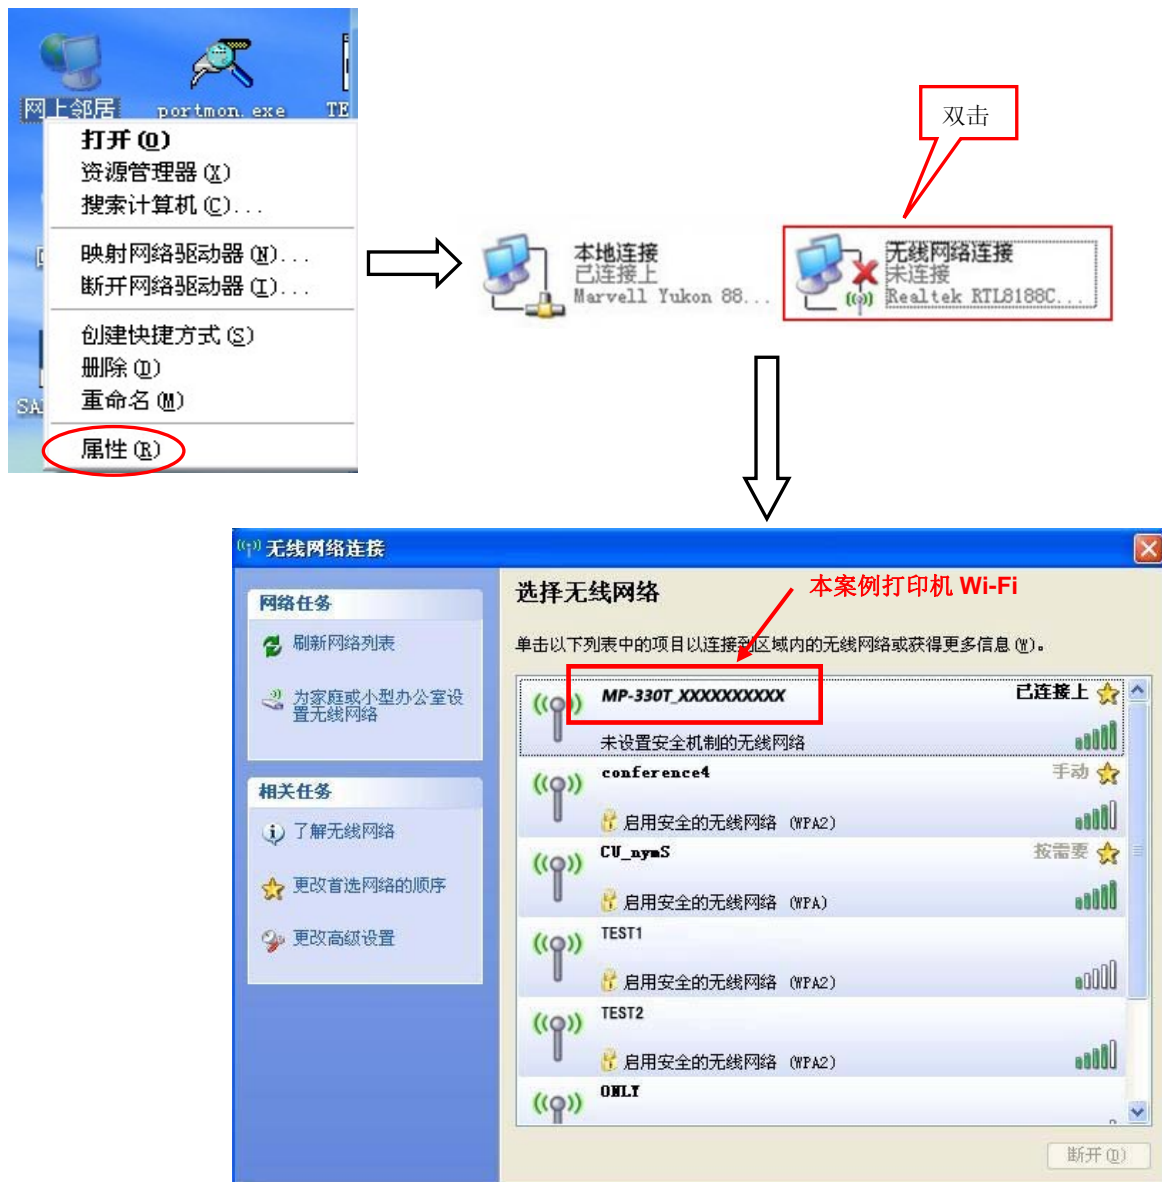 网上邻居
portmon.exe
TE
打开(O)
资源管理器(X)
搜索计算机(C)...
映射网络驱动器(N)...
断开网络驱动器(I)...
创建快捷方式(S)
删除(D)
重命名(M)
SA
属性(R)
双击
本地连接
已连接上
Marvell Yukon 88...
无线网络连接
未连接
Realtek RTL8188C...
无线网络连接
网络任务
刷新网络列表
为家庭或小型办公室设
置无线网络
相关任务
了解无线网络
更改首选网络的顺序
更改高级设置
选择无线网络
本案例打印机 Wi-Fi
单击以下列表中的项目以连接到区域内的无线网络或获得更多信息(W)。
MP-330T_XXXXXXXXXX 已连接上
未设置安全机制的无线网络
conference4 手动
启用安全的无线网络 (WPA2)
CU_nymS 按需要
启用安全的无线网络 (WPA)
TEST1
启用安全的无线网络 (WPA2)
TEST2
启用安全的无线网络 (WPA2)
ONLY
断开(D)